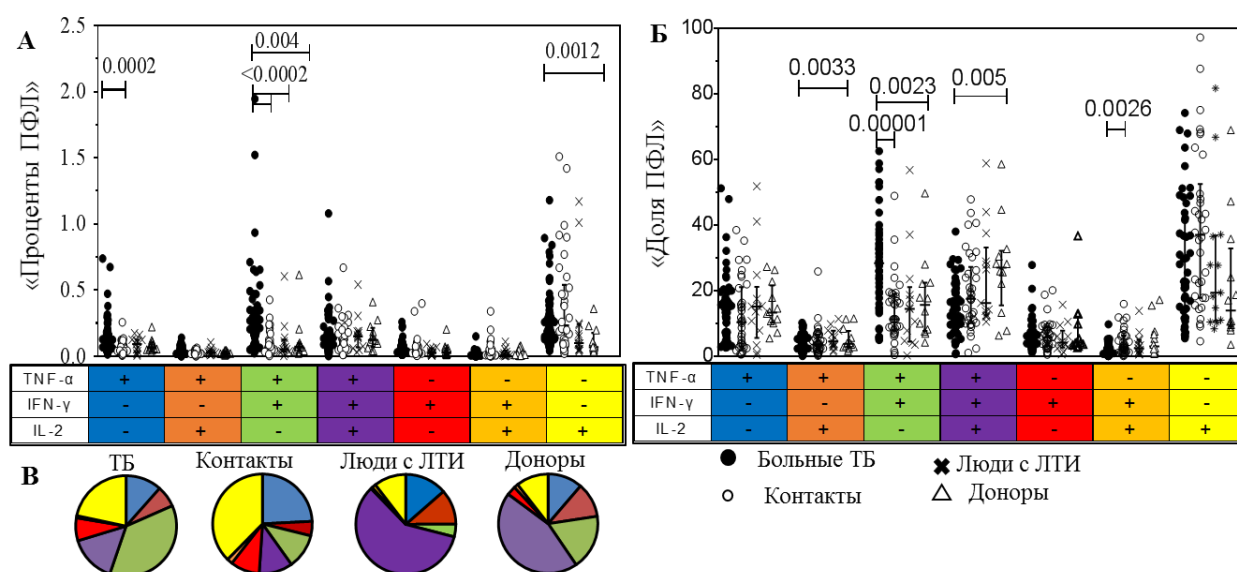 А
«Проценты ПФЛ»
2.5
2.0
1.5
1.0
0.5
0.0
0.0002
0.004
<0.0002
0.0012
TNF-α + + + + - - -
IFN-γ - - + + + + -
IL-2 - + - + - + +
Б
«Доля ПФЛ»
100
80
60
40
20
0
0.0033
0.0023
0.00001
0.005
0.0026
TNF-α + + + + - - -
IFN-γ - - + + + + -
IL-2 - + - + - + +
Больные ТБ
Люди с ЛТИ
Контакты
Доноры
В
ТБ
Контакты
Люди с ЛТИ
Доноры